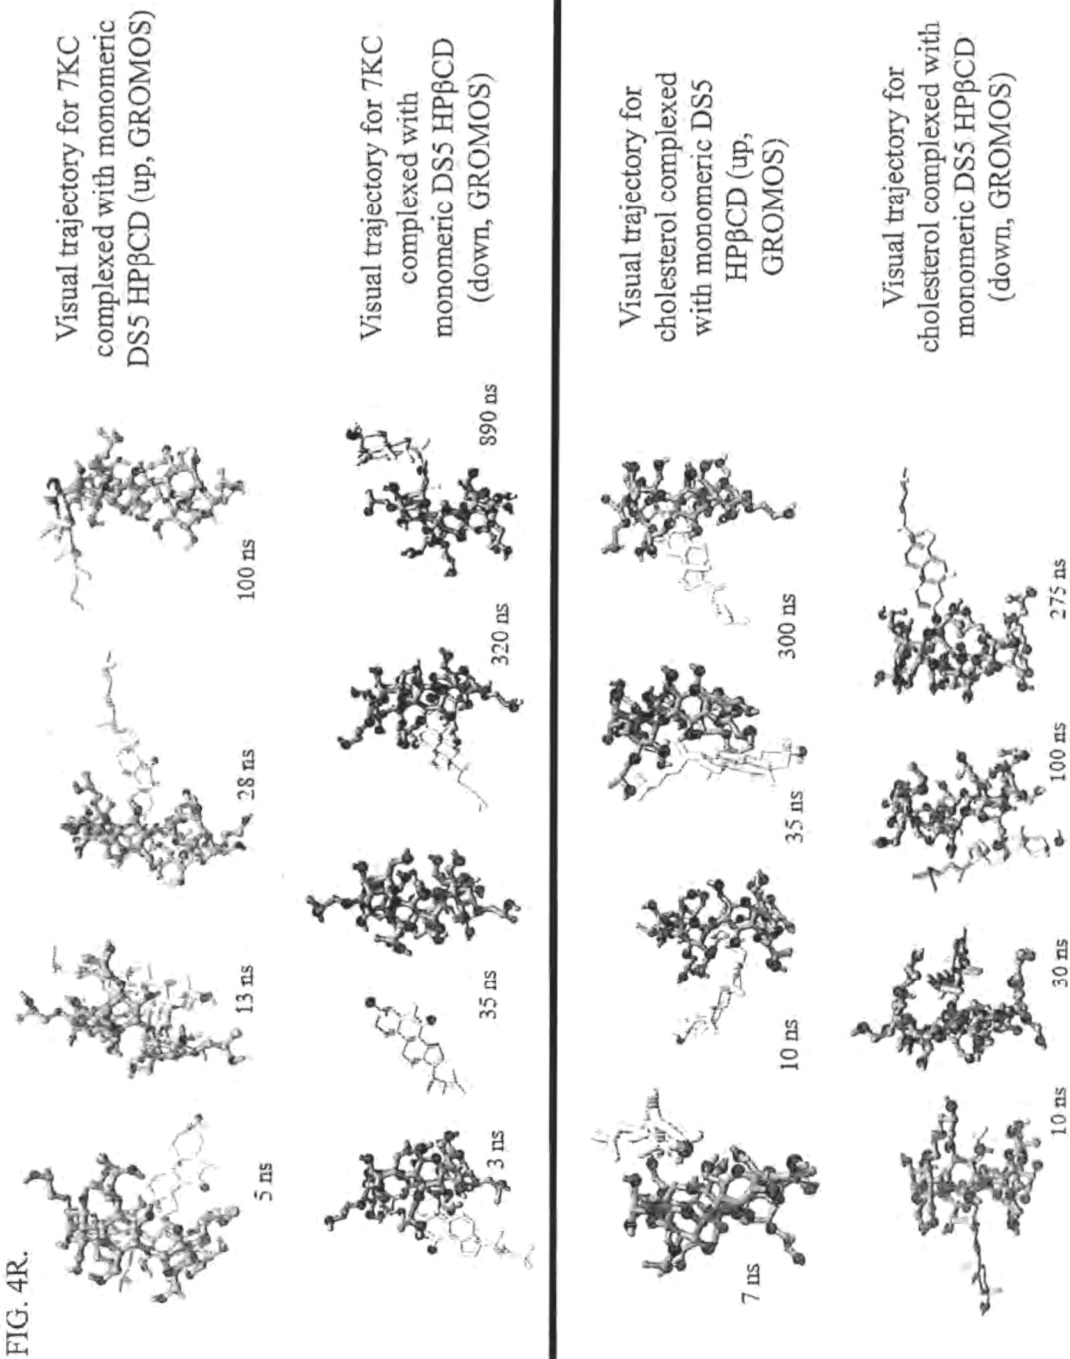 FIG. 4R.
5 ns
13 ns
28 ns
100 ns
Visual trajectory for 7KC
complexed with monomeric
DS5 HPβCD (up, GROMOS)
3 ns
35 ns
320 ns
890 ns
Visual trajectory for 7KC
complexed with
monomeric DS5 HPβCD
(down, GROMOS)
7 ns
10 ns
35 ns
300 ns
Visual trajectory for
cholesterol complexed
with monomeric DS5
HPβCD (up,
GROMOS)
10 ns
30 ns
100 ns
275 ns
Visual trajectory for
cholesterol complexed with
monomeric DS5 HPβCD
(down, GROMOS)